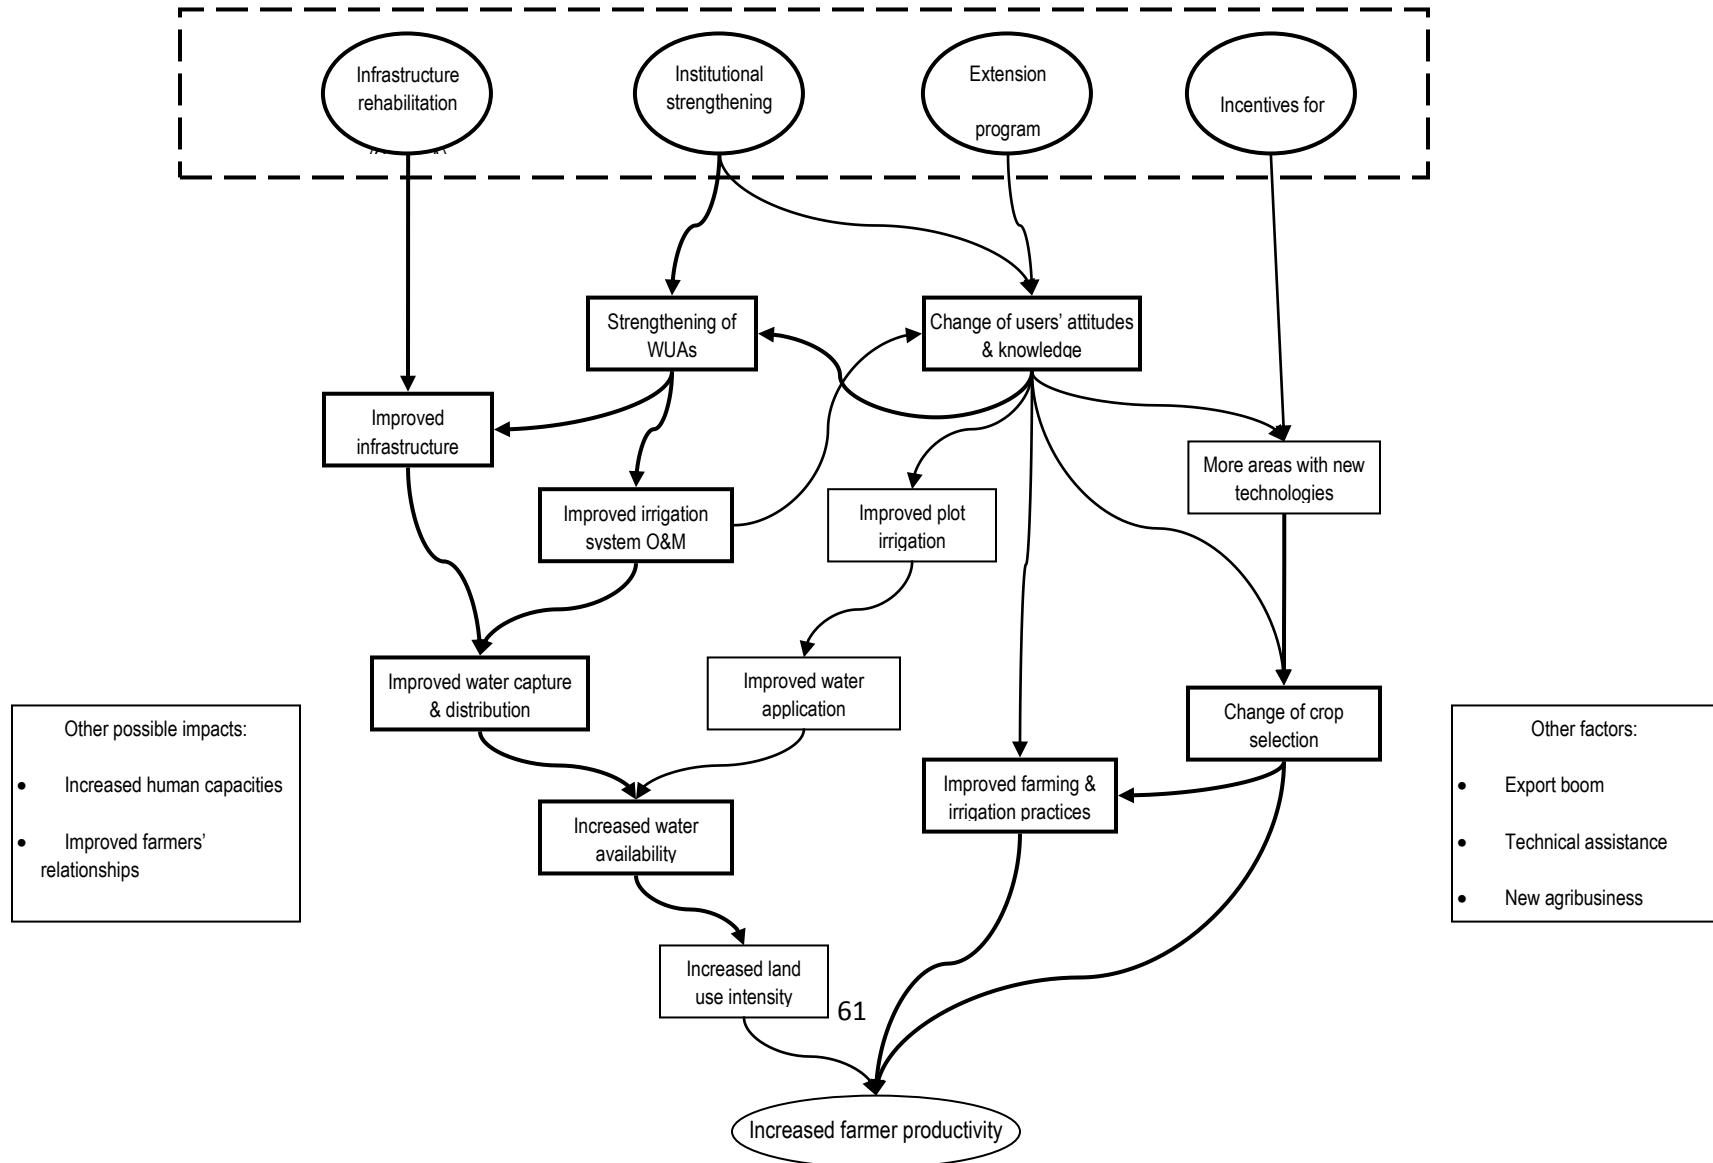 Infrastructure
rehabilitation
Institutional
strengthening
Extension
program
Incentives for
Strengthening of
WUAs
Change of users’ attitudes
& knowledge
Improved
infrastructure
More areas with new
technologies
Improved irrigation
system O&M
Improved plot
irrigation
Improved water capture
& distribution
Improved water
application
Change of crop
selection
Other possible impacts:
• Increased human capacities
• Improved farmers’
relationships
Other factors:
• Export boom
• Technical assistance
• New agribusiness
Improved farming &
irrigation practices
Increased water
availability
Increased land
use intensity
61
Increased farmer productivity